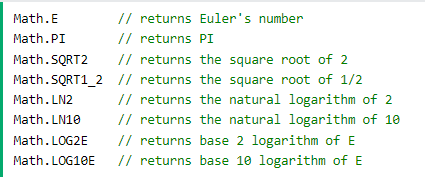 Math.E // returns Euler's number
Math.PI // returns PI
Math.SQRT2 // returns the square root of 2
Math.SQRT1_2 // returns the square root of 1/2
Math.LN2 // returns the natural logarithm of 2
Math.LN10 // returns the natural logarithm of 10
Math.LOG2E // returns base 2 logarithm of E
Math.LOG10E // returns base 10 logarithm of E